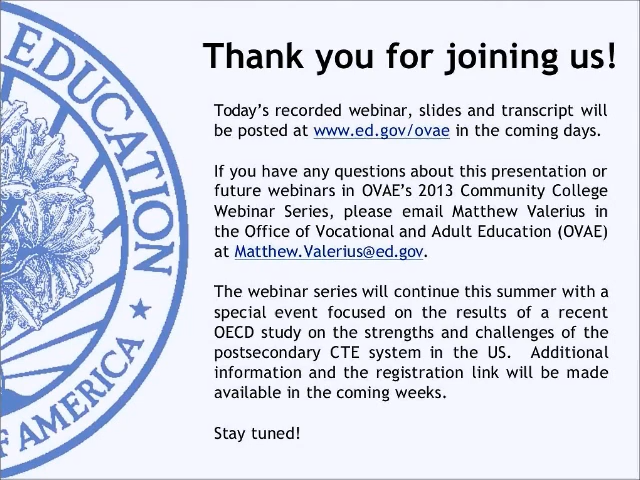 EDUCATION
OF AMERICA
Thank you for joining us!
Today's recorded webinar, slides and transcript will
be posted at www.ed.gov/ovae in the coming days.
If you have any questions about this presentation or
future webinars in OVAE's 2013 Community College
Webinar Series, please email Matthew Valerius in
the Office of Vocational and Adult Education (OVAE)
at Matthew.Valerius@ed.gov.
The webinar series will continue this summer with a
special event focused on the results of a recent
OECD study on the strengths and challenges of the
postsecondary CTE system in the US. Additional
information and the registration link will be made
available in the coming weeks.
Stay tuned!